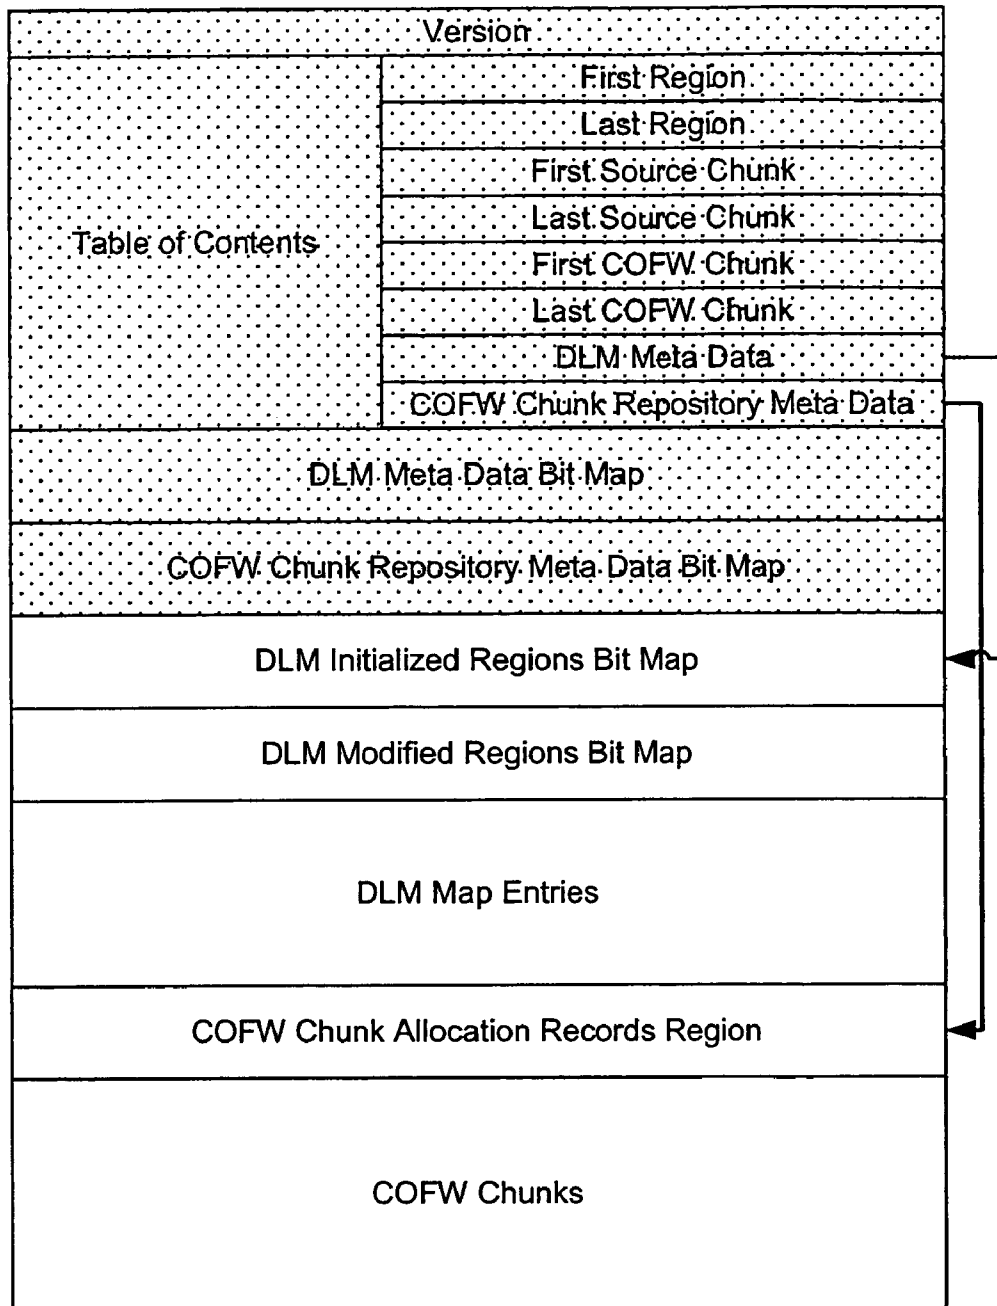 Version
First Region
Last Region
First Source Chunk
Last Source Chunk
Table of Contents
First COFW Chunk
Last COFW Chunk
DLM Meta Data
COFW Chunk Repository Meta Data
DLM Meta Data Bit Map
COFW Chunk Repository Meta Data Bit Map
DLM Initialized Regions Bit Map
DLM Modified Regions Bit Map
DLM Map Entries
COFW Chunk Allocation Records Region
COFW Chunks